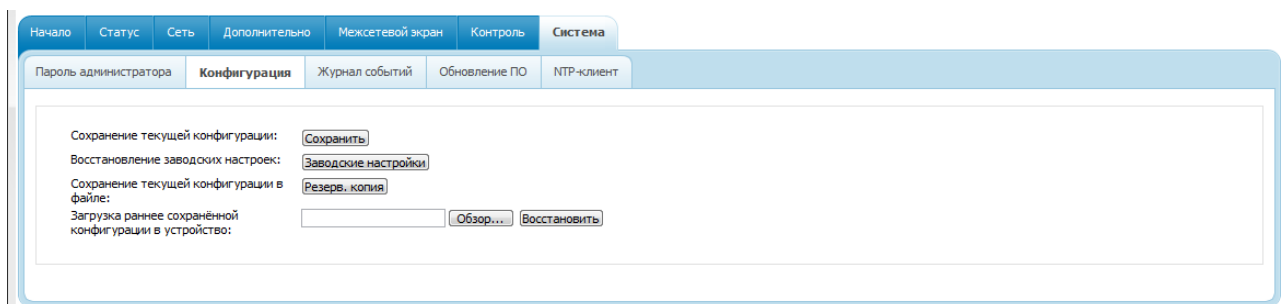 Начало Статус Сеть Дополнительно Межсетевой экран Контроль Система
Пароль администратора Конфигурация Журнал событий Обновление ПО NTP-клиент
Сохранение текущей конфигурации: Сохранить
Восстановление заводских настроек: Заводские настройки
Сохранение текущей конфигурации в Резерв. копия
файле:
Загрузка раннее сохранённой
конфигурации в устройство: Обзор... Восстановить